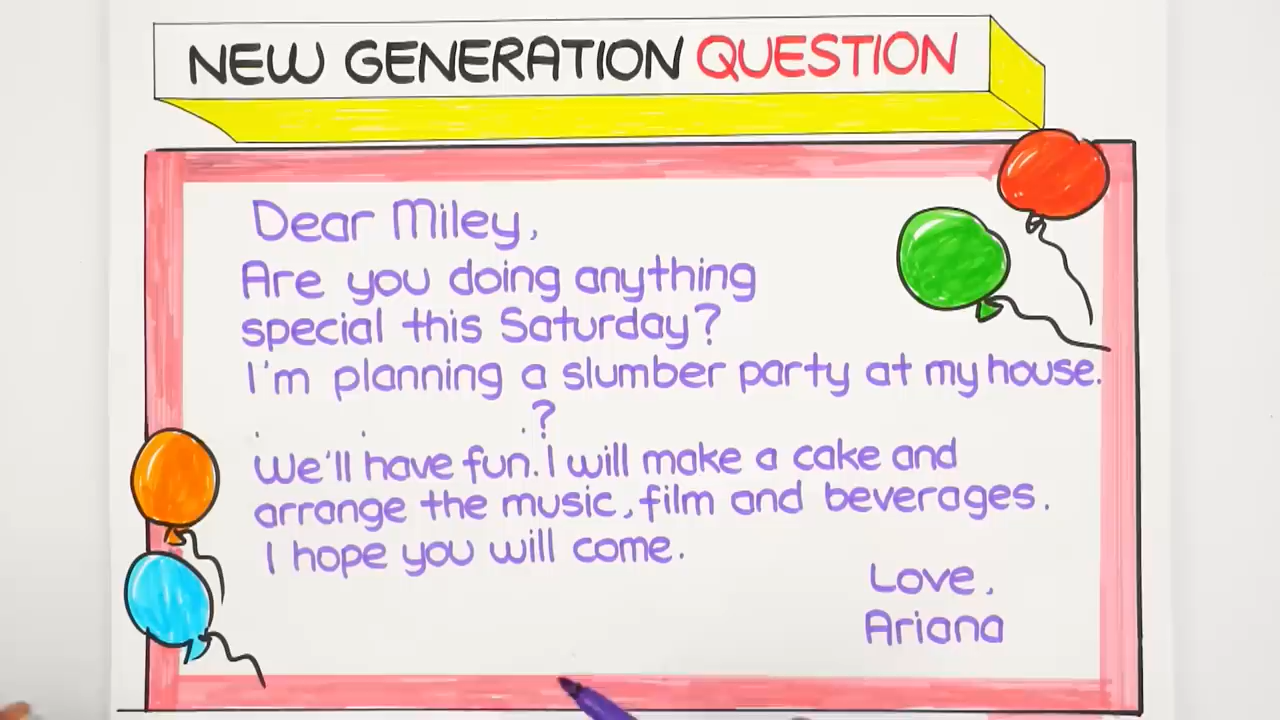 NEW GENERATION QUESTION
Dear Miley,
Are you doing anything
special this Saturday?
I'm planning a slumber party at my house.
. . .?
We'll have fun. I will make a cake and
arrange the music, film and beverages.
I hope you will come.
Love,
Ariana